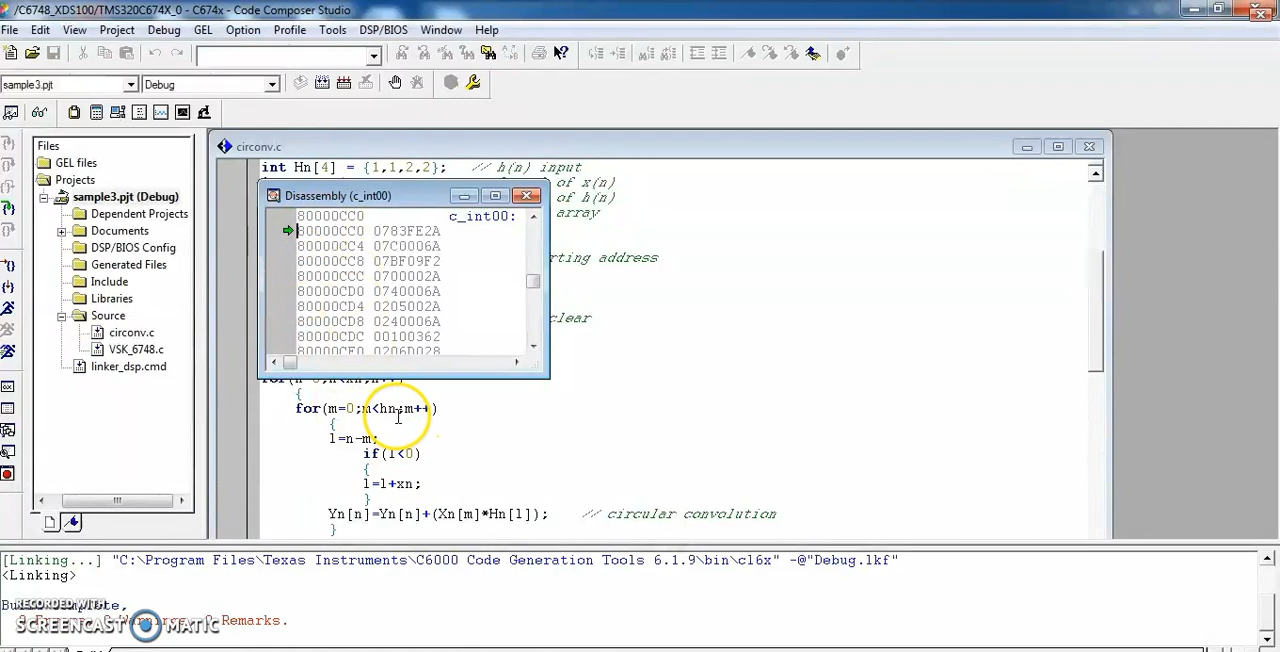 /C6748_XDS100/TMS320C674X_0 - C674x - Code Composer Studio
File Edit View Project Debug GEL Option Profile Tools DSP/BIOS Window Help
sample3.pjt Debug
Files
GEL files
Projects
sample3.pjt (Debug)
Dependent Projects
Documents
DSP/BIOS Config
Generated Files
Include
Libraries
Source
circonv.c
VSK_6748.c
linker_dsp.cmd
circonv.c
int Hn[4] = {1,1,2,2}; // h(n) input
of x(n)
of h(n)
array
rting address
clear
Disassembly (c_int00)
80000CC0 c_int00:
80000CC0 0783FE2A
80000CC4 07C0006A
80000CC8 07BF09F2
80000CCC 0700002A
80000CD0 0740006A
80000CD4 0205002A
80000CD8 0240006A
80000CDC 00100362
80000CE0 0206D028
{
for(m=0;m<hn;m++)
{
l=n-m;
if(l<0)
{
l=l+xn;
}
Yn[n]=Yn[n]+(Xn[m]*Hn[l]); // circular convolution
}
[Linking...] "C:\Program Files\Texas Instruments\C6000 Code Generation Tools 6.1.9\bin\cl6x" -@"Debug.lkf"
<Linking>
RECORDED WITH
SCREENCAST MATIC
Remarks.